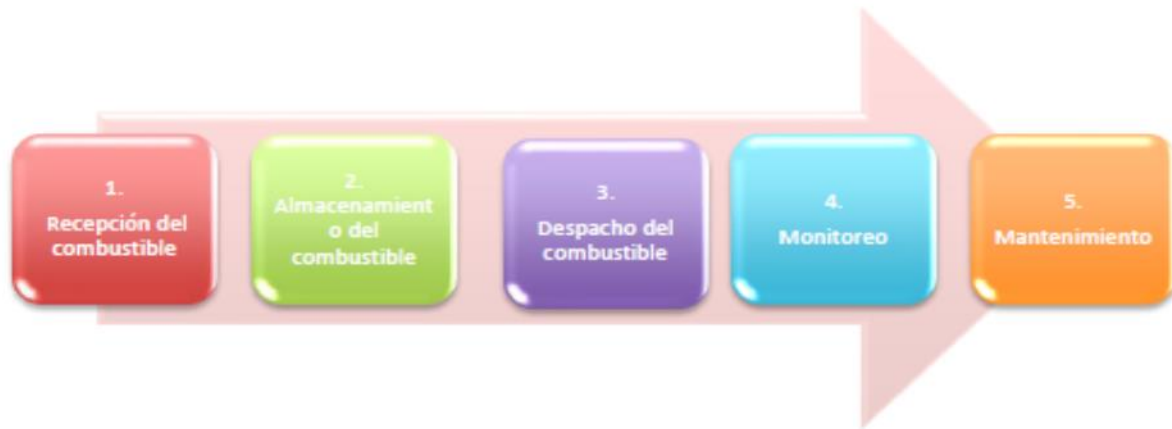 1.
Recepción del
combustible
2.
Almacenamient
o del
combustible
3.
Despacho del
combustible
4.
Monitoreo
5.
Mantenimiento